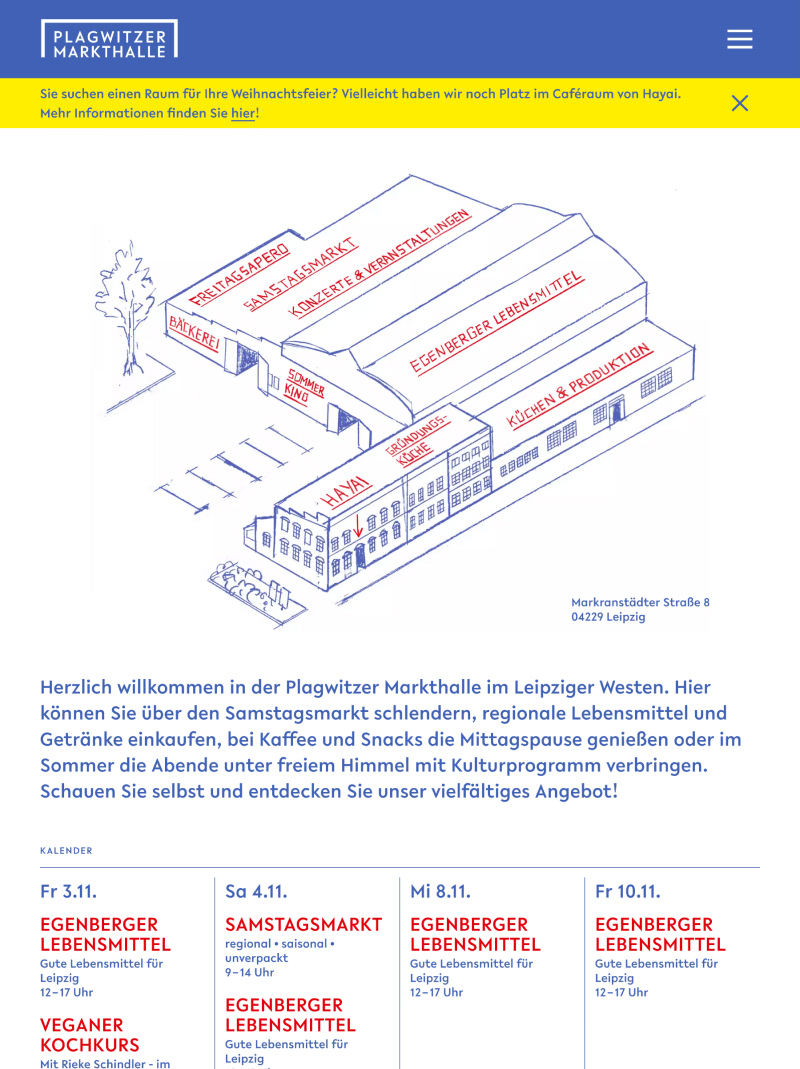 PLAGWITZER
MARKTHALLE
Sie suchen einen Raum für Ihre Weihnachtsfeier? Vielleicht haben wir noch Platz im Caféraum von Hayai.
Mehr Informationen finden Sie hier!
FREITAGSAPERO
SAMSTAGSMARKT
KONZERTE & VERANSTALTUNGEN
BÄCKEREI
EGENBERGER LEBENSMITTEL
SOMMER
KINO
KÜCHEN & PRODUKTION
GRÜNDUNGS-
KÜCHE
HAYAI
Markranstädter Straße 8
04229 Leipzig
Herzlich willkommen in der Plagwitzer Markthalle im Leipziger Westen. Hier
können Sie über den Samstagsmarkt schlendern, regionale Lebensmittel und
Getränke einkaufen, bei Kaffee und Snacks die Mittagspause genießen oder im
Sommer die Abende unter freiem Himmel mit Kulturprogramm verbringen.
Schauen Sie selbst und entdecken Sie unser vielfältiges Angebot!
KALENDER
Fr 3.11.
EGENBERGER
LEBENSMITTEL
Gute Lebensmittel für
Leipzig
12–17 Uhr
VEGANER
KOCHKURS
Mit Rieke Schindler - im
Sa 4.11.
SAMSTAGSMARKT
regional • saisonal •
unverpackt
9–14 Uhr
EGENBERGER
LEBENSMITTEL
Gute Lebensmittel für
Leipzig
Mi 8.11.
EGENBERGER
LEBENSMITTEL
Gute Lebensmittel für
Leipzig
12–17 Uhr
Fr 10.11.
EGENBERGER
LEBENSMITTEL
Gute Lebensmittel für
Leipzig
12–17 Uhr